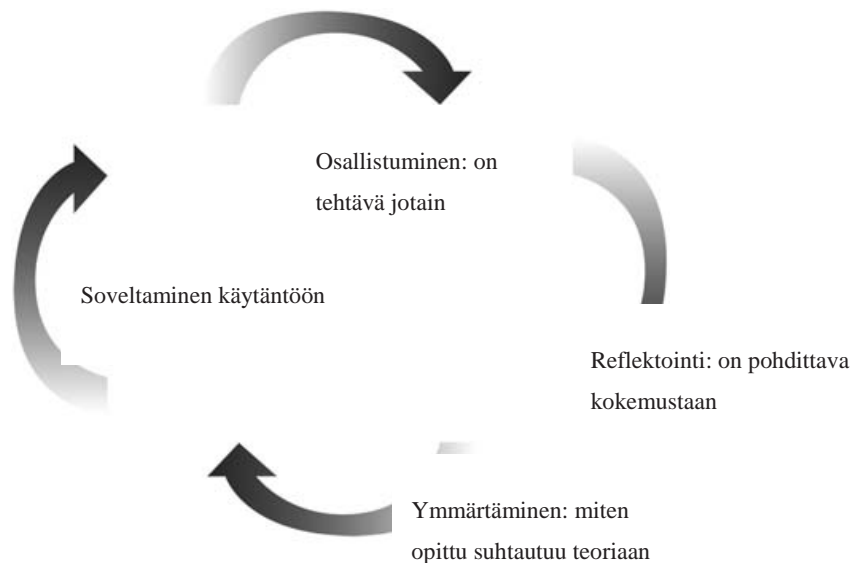 Osallistuminen: on
tehtävä jotain
Soveltaminen käytäntöön
Reflektointi: on pohdittava
kokemustaan
Ymmärtäminen: miten
opittu suhtautuu teoriaan